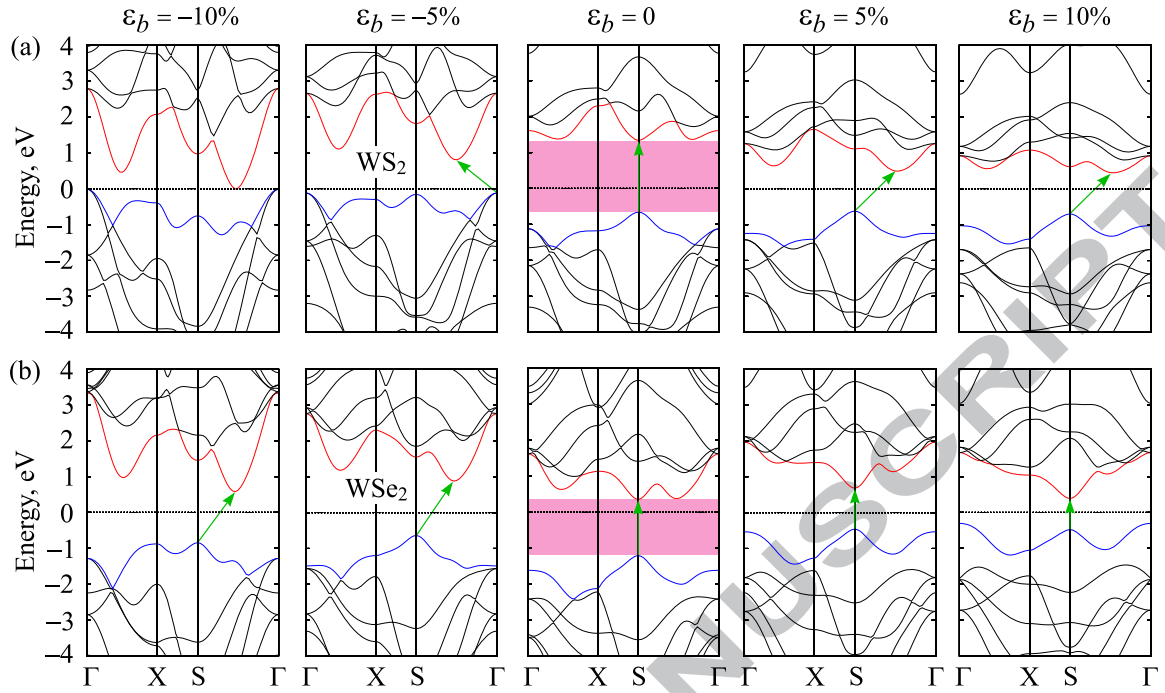 ε_b = −10% ε_b = −5% ε_b = 0 ε_b = 5% ε_b = 10%
(a)
4
3
2
1
0
−1
−2
−3
−4
Energy, eV
WS₂
(b)
4
3
2
1
0
−1
−2
−3
−4
Energy, eV
WSe₂
Γ X S Γ Γ X S Γ Γ X S Γ Γ X S Γ Γ X S Γ
NUSCRIPT